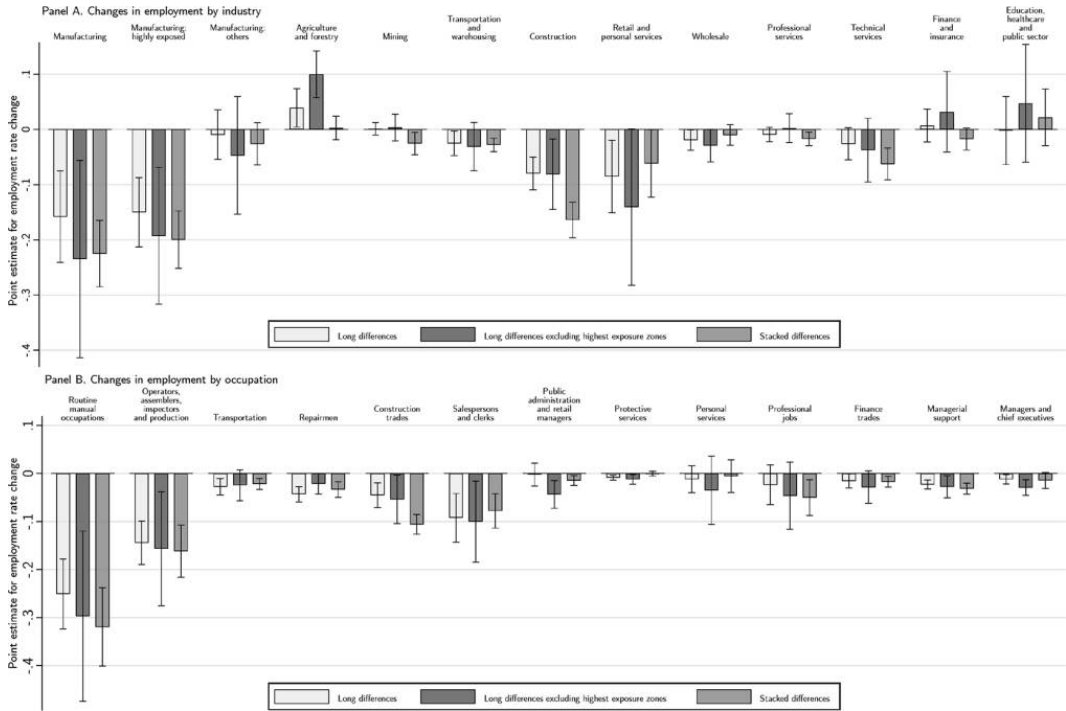 Panel A. Changes in employment by industry
Manufacturing
Manufacturing:
highly exposed
Manufacturing:
others
Agriculture
and forestry
Mining
Transportation
and
warehousing
Construction
Retail and
personal services
Wholesale
Professional
services
Technical
services
Finance
and
insurance
Education,
healthcare
and
public sector
Point estimate for employment rate change
.1
0
-.1
-.2
-.3
-.4
Long differences
Long differences excluding highest exposure zones
Stacked differences
Panel B. Changes in employment by occupation
Routine
manual
occupations
Operators,
assemblers,
inspectors
and production
Transportation
Repairmen
Construction
trades
Salespersons
and clerks
Public
administration
and retail
managers
Protective
services
Personal
services
Professional
jobs
Finance
trades
Managerial
support
Managers and
chief executives
Point estimate for employment rate change
.1
0
-.1
-.2
-.3
-.4
Long differences
Long differences excluding highest exposure zones
Stacked differences